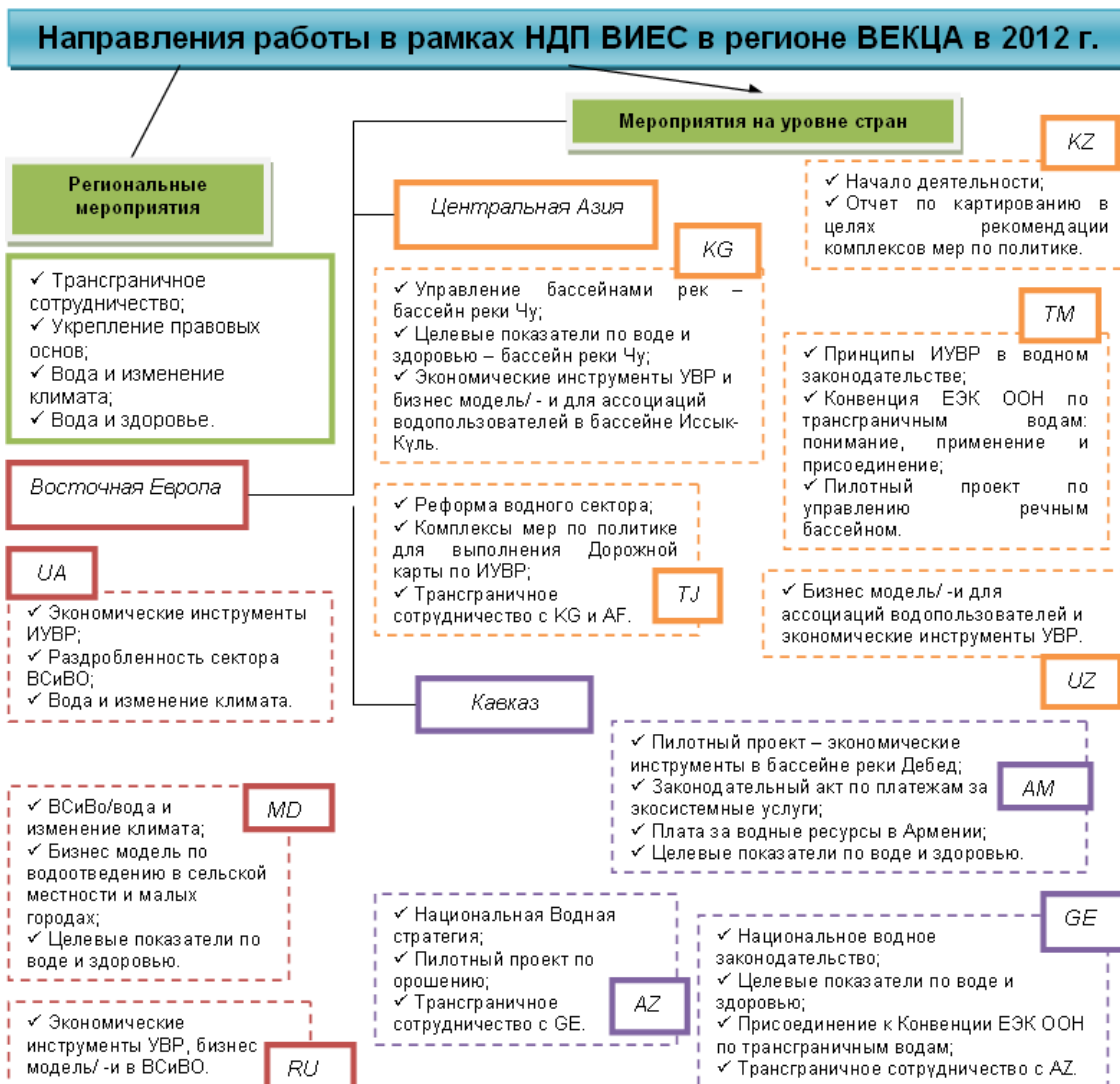 Направления работы в рамках НДП ВИЕС в регионе ВЕКЦА в 2012 г.
Региональные
мероприятия
✓ Трансграничное
сотрудничество;
✓ Укрепление правовых
основ;
✓ Вода и изменение
климата;
✓ Вода и здоровье.
Мероприятия на уровне стран
Центральная Азия
KZ
✓ Начало деятельности;
✓ Отчет по картированию в
целях рекомендации
комплексов мер по политике.
KG
✓ Управление бассейнами рек –
бассейн реки Чу;
✓ Целевые показатели по воде и
здоровью – бассейн реки Чу;
✓ Экономические инструменты УВР и
бизнес модель/ - и для ассоциаций
водопользователей в бассейне Иссык-
Куль.
TM
✓ Принципы ИУВР в водном
законодательстве;
✓ Конвенция ЕЭК ООН по
трансграничным водам:
понимание, применение и
присоединение;
✓ Пилотный проект по
управлению речным
бассейном.
✓ Реформа водного сектора;
✓ Комплексы мер по политике
для выполнения Дорожной
карты по ИУВР;
✓ Трансграничное
сотрудничество с KG и AF.
TJ
✓ Бизнес модель/ -и для
ассоциаций водопользователей и
экономические инструменты УВР.
UZ
Восточная Европа
UA
✓ Экономические инструменты
ИУВР;
✓ Раздробленность сектора
ВСиВО;
✓ Вода и изменение климата.
MD
✓ ВСиВо/вода и
изменение климата;
✓ Бизнес модель по
водоотведению в сельской
местности и малых
городах;
✓ Целевые показатели по
воде и здоровью.
✓ Экономические
инструменты УВР, бизнес
модель/ -и в ВСиВО.
RU
Кавказ
✓ Пилотный проект – экономические
инструменты в бассейне реки Дебед;
✓ Законодательный акт по платежам за
экосистемные услуги;
✓ Плата за водные ресурсы в Армении;
✓ Целевые показатели по воде и здоровью.
AM
✓ Национальная Водная
стратегия;
✓ Пилотный проект по
орошению;
✓ Трансграничное
сотрудничество с GE.
AZ
GE
✓ Национальное водное
законодательство;
✓ Целевые показатели по воде и
здоровью;
✓ Присоединение к Конвенции ЕЭК ООН
по трансграничным водам;
✓ Трансграничное сотрудничество с AZ.